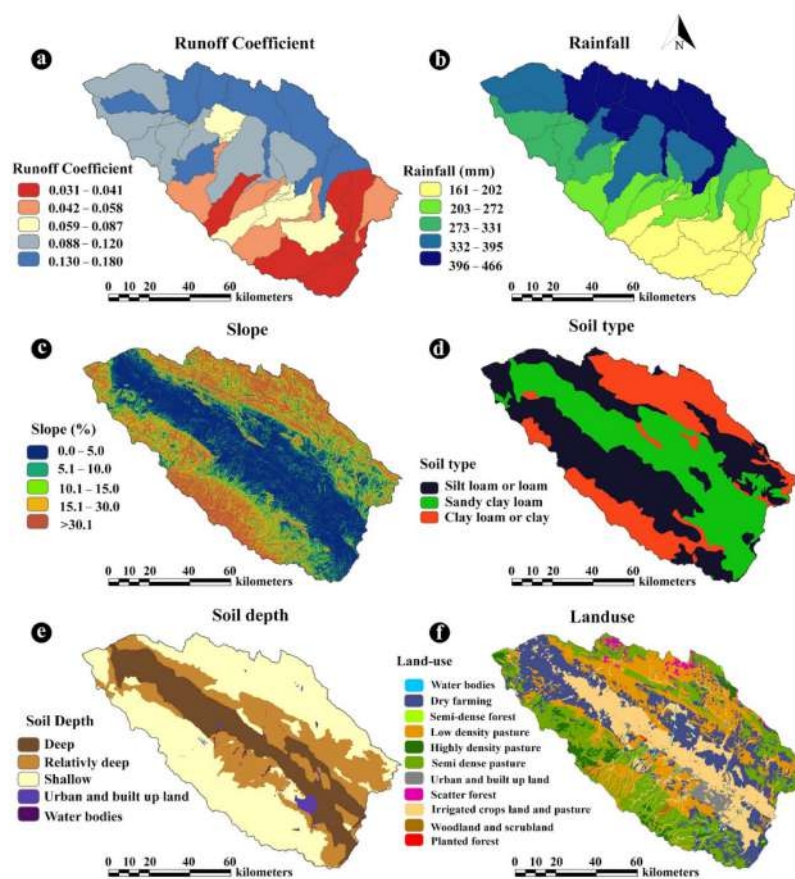 a
Runoff Coefficient
Runoff Coefficient
0.031 – 0.041
0.042 – 0.058
0.059 – 0.087
0.088 – 0.120
0.130 – 0.180
0 10 20 40 60
kilometers
b
Rainfall
N
Rainfall (mm)
161 – 202
203 – 272
273 – 331
332 – 395
396 – 466
0 10 20 40 60
kilometers
c
Slope
Slope (%)
0.0 – 5.0
5.1 – 10.0
10.1 – 15.0
15.1 – 30.0
>30.1
0 10 20 40 60
kilometers
d
Soil type
Soil type
Silt loam or loam
Sandy clay loam
Clay loam or clay
0 10 20 40 60
kilometers
e
Soil depth
Soil Depth
Deep
Relativly deep
Shallow
Urban and built up land
Water bodies
0 10 20 40 60
kilometers
f
Landuse
Land-use
Water bodies
Dry farming
Semi-dense forest
Low density pasture
Highly density pasture
Semi dense pasture
Urban and built up land
Scatter forest
Irrigated crops land and pasture
Woodland and scrubland
Planted forest
0 10 20 40 60
kilometers